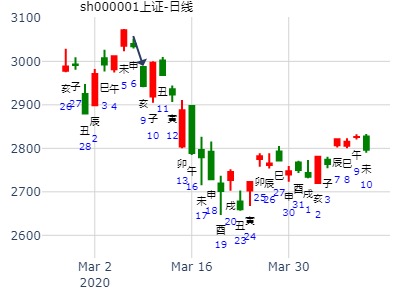 sh000001上证-日线
3100
3000
2900
2800
2700
2600
亥
26
子
27
丑
28
辰
2
巳
3
午
4
未
5
申
6
亥
9
子
10
丑
11
寅
12
卯
13
午
16
未
17
申
18
酉
19
戌
20
丑
23
寅
24
卯
25
辰
26
巳
27
申
30
酉
31
戌
1
亥
2
子
3
辰
7
巳
8
午
9
未
10
Mar 2
2020
Mar 16
Mar 30